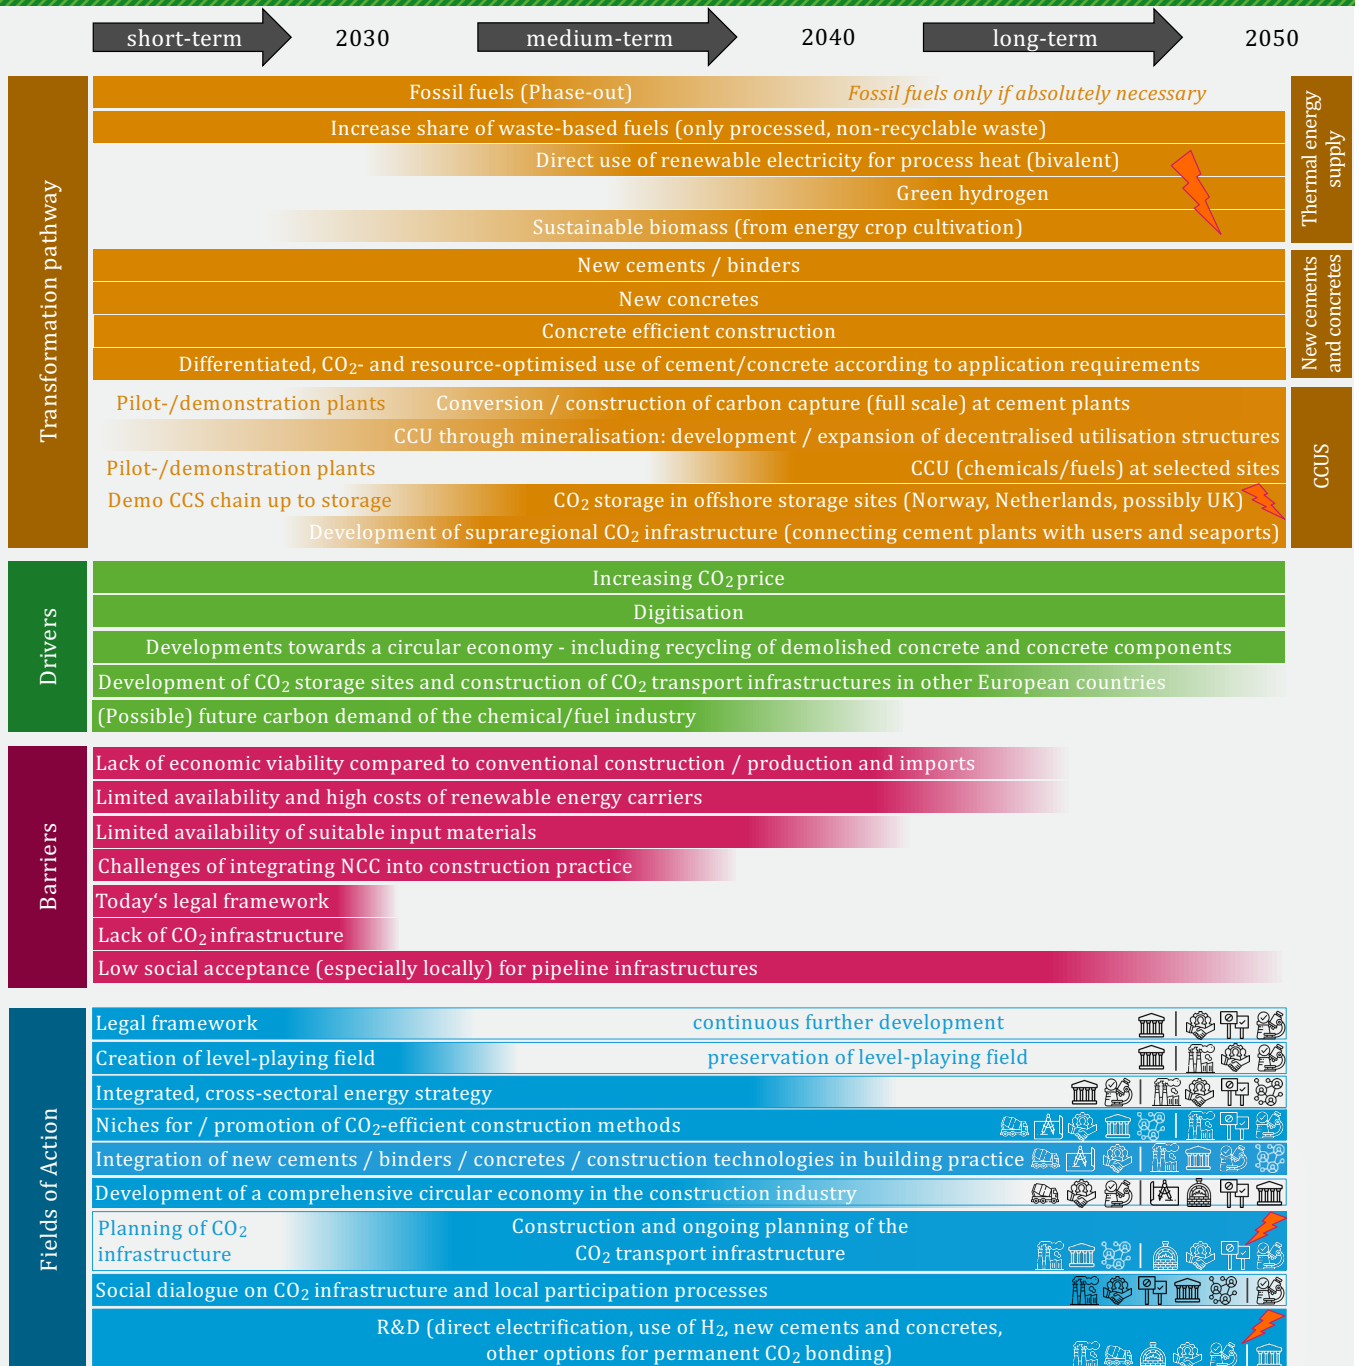 short-term
2030
medium-term
2040
long-term
2050
Transformation pathway
Fossil fuels (Phase-out)
Fossil fuels only if absolutely necessary
Increase share of waste-based fuels (only processed, non-recyclable waste)
Direct use of renewable electricity for process heat (bivalent)
Green hydrogen
Sustainable biomass (from energy crop cultivation)
Thermal energy
supply
New cements / binders
New concretes
Concrete efficient construction
Differentiated, CO₂- and resource-optimised use of cement/concrete according to application requirements
New cements
and concretes
Pilot-/demonstration plants
Conversion / construction of carbon capture (full scale) at cement plants
CCU through mineralisation: development / expansion of decentralised utilisation structures
Pilot-/demonstration plants
CCU (chemicals/fuels) at selected sites
Demo CCS chain up to storage
CO₂ storage in offshore storage sites (Norway, Netherlands, possibly UK)
Development of supraregional CO₂ infrastructure (connecting cement plants with users and seaports)
CCUS
Drivers
Increasing CO₂ price
Digitisation
Developments towards a circular economy - including recycling of demolished concrete and concrete components
Development of CO₂ storage sites and construction of CO₂ transport infrastructures in other European countries
(Possible) future carbon demand of the chemical/fuel industry
Barriers
Lack of economic viability compared to conventional construction / production and imports
Limited availability and high costs of renewable energy carriers
Limited availability of suitable input materials
Challenges of integrating NCC into construction practice
Today‘s legal framework
Lack of CO₂ infrastructure
Low social acceptance (especially locally) for pipeline infrastructures
Fields of Action
Legal framework
continuous further development
Creation of level-playing field
preservation of level-playing field
Integrated, cross-sectoral energy strategy
Niches for / promotion of CO₂-efficient construction methods
Integration of new cements / binders / concretes / construction technologies in building practice
Development of a comprehensive circular economy in the construction industry
Planning of CO₂
infrastructure
Construction and ongoing planning of the
CO₂ transport infrastructure
Social dialogue on CO₂ infrastructure and local participation processes
R&D (direct electrification, use of H₂, new cements and concretes,
other options for permanent CO₂ bonding)